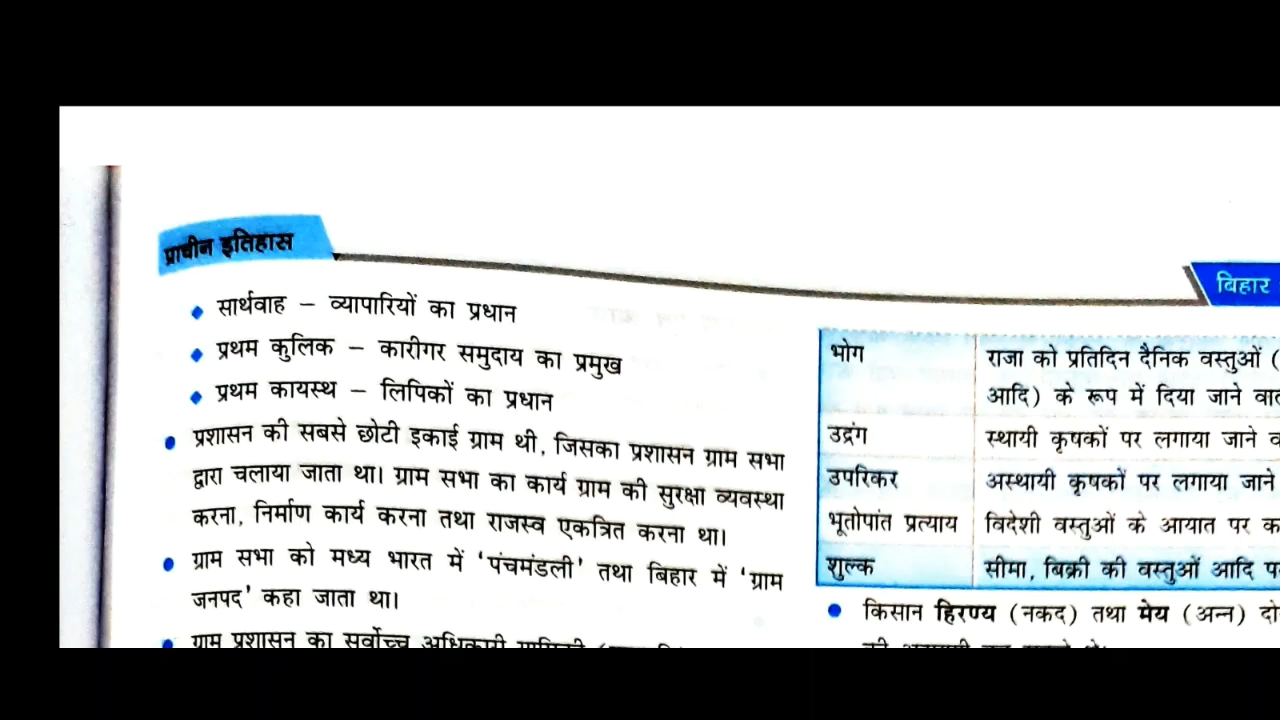 प्राचीन इतिहास
बिहार
सार्थवाह – व्यापारियों का प्रधान
प्रथम कुलिक – कारीगर समुदाय का प्रमुख
प्रथम कायस्थ – लिपिकों का प्रधान
प्रशासन की सबसे छोटी इकाई ग्राम थी, जिसका प्रशासन ग्राम सभा
द्वारा चलाया जाता था। ग्राम सभा का कार्य ग्राम की सुरक्षा व्यवस्था
करना, निर्माण कार्य करना तथा राजस्व एकत्रित करना था।
ग्राम सभा को मध्य भारत में ‘पंचमंडली’ तथा बिहार में ‘ग्राम
जनपद’ कहा जाता था।
ग्राम प्रशासन का सर्वोच्च अधिकारी
भोग राजा को प्रतिदिन दैनिक वस्तुओं (
आदि) के रूप में दिया जाने
उद्रंग स्थायी कृषकों पर लगाया जाने
उपरिकर अस्थायी कृषकों पर लगाया जाने
भूतोपांत प्रत्याय विदेशी वस्तुओं के आयात पर
शुल्क सीमा, बिक्री की वस्तुओं आदि
किसान हिरण्य (नकद) तथा मेय (अन्न)